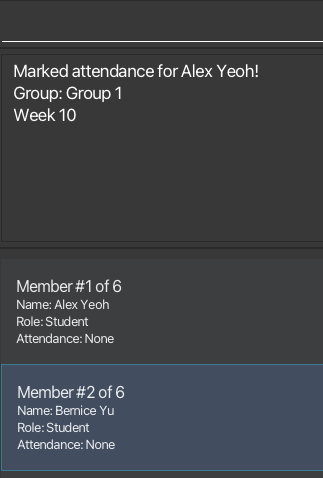 Marked attendance for Alex Yeoh!
Group: Group 1
Week 10
Member #1 of 6
Name: Alex Yeoh
Role: Student
Attendance: None
Member #2 of 6
Name: Bernice Yu
Role: Student
Attendance: None